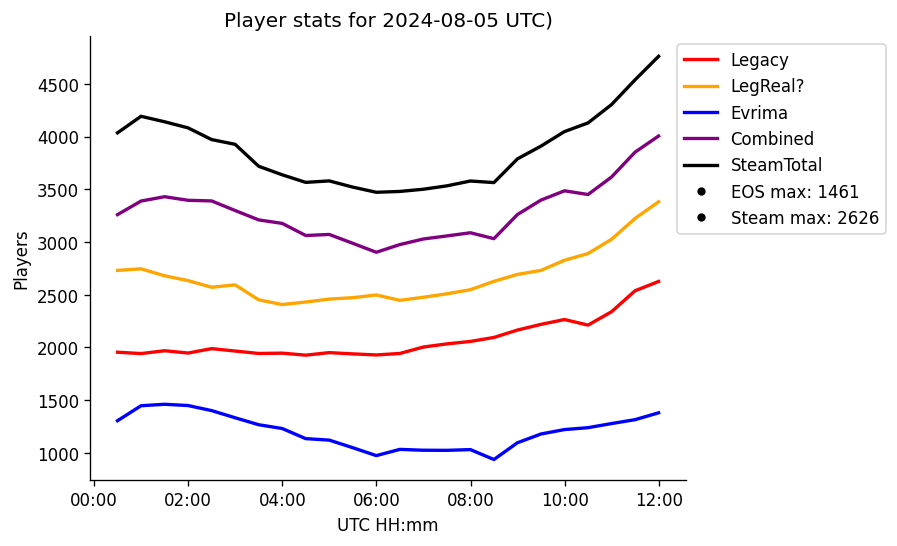 Player stats for 2024-08-05 UTC)
Legacy
LegReal?
Evrima
Combined
SteamTotal
EOS max: 1461
Steam max: 2626
Players
4500
4000
3500
3000
2500
2000
1500
1000
00:00 02:00 04:00 06:00 08:00 10:00 12:00
UTC HH:mm